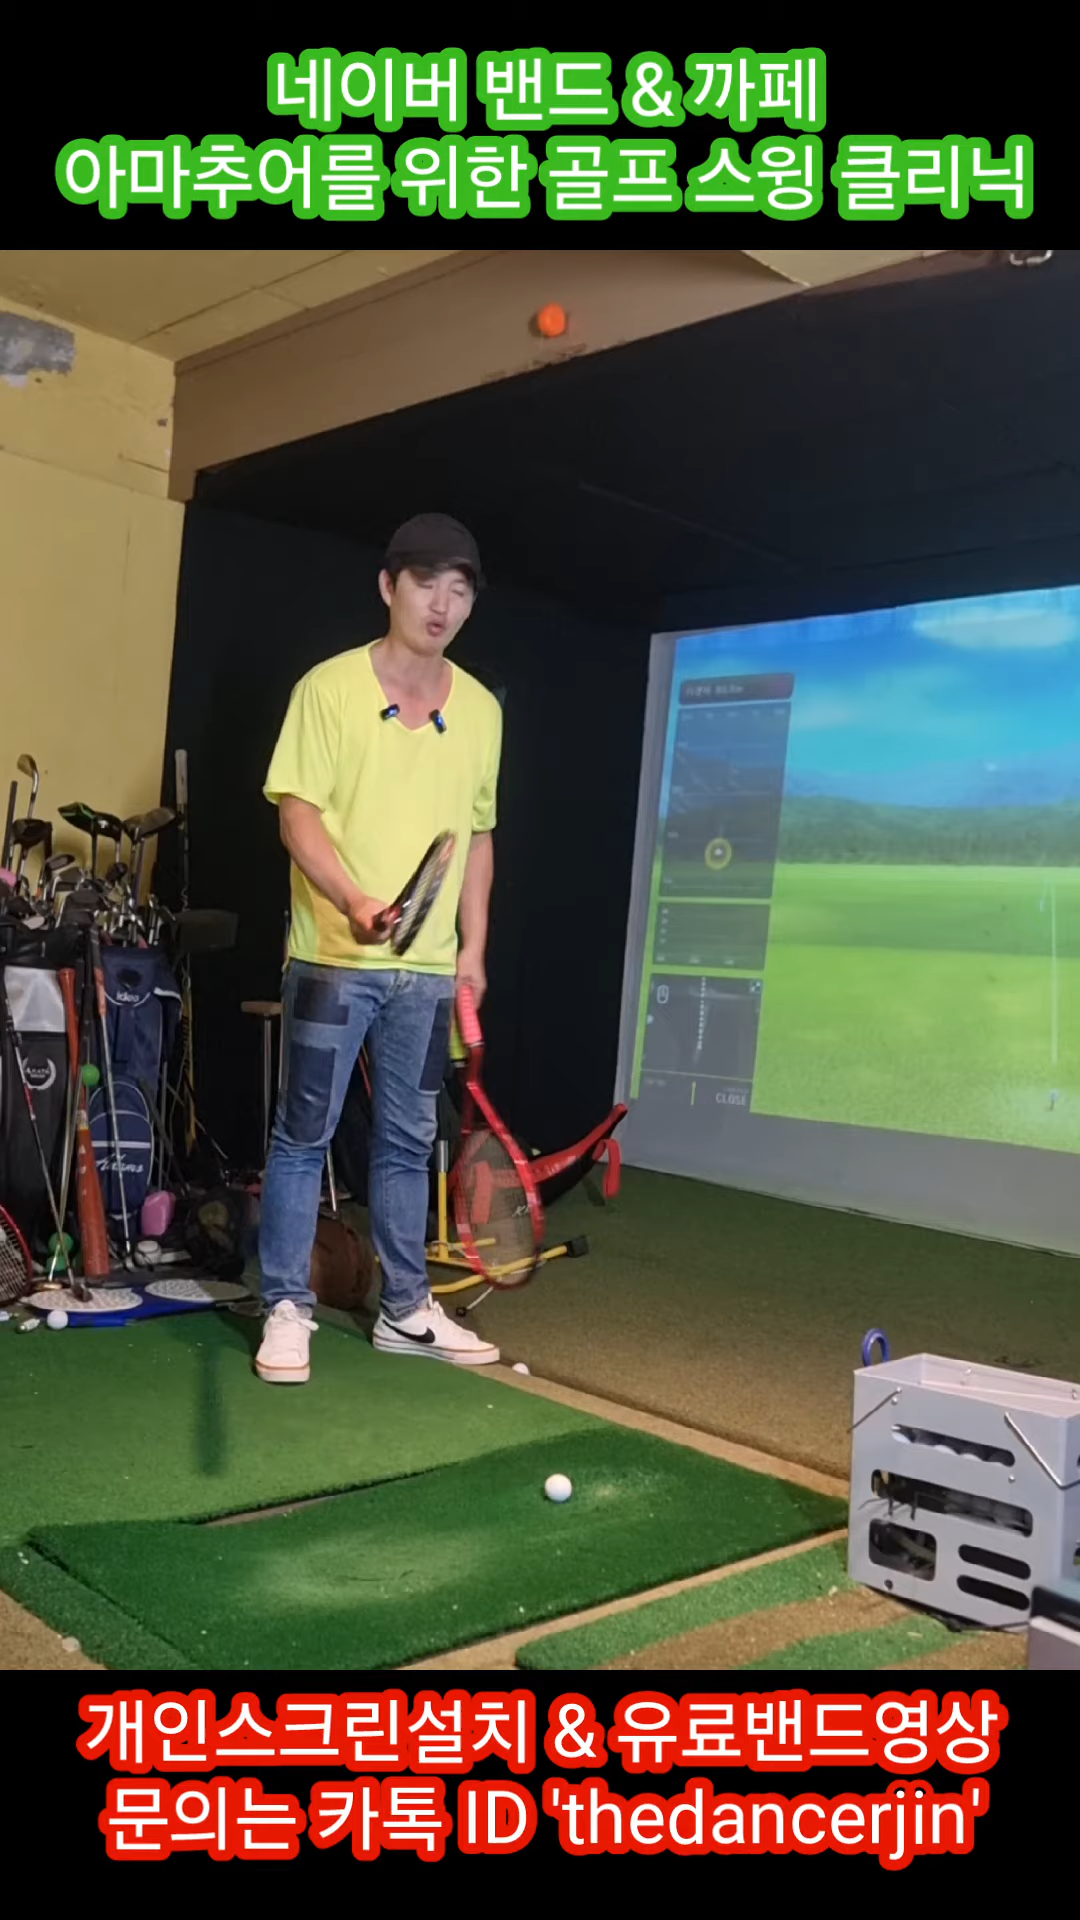 네이버 밴드 & 까페
아마추어를 위한 골프 스윙 클리닉
CLOSE
개인스크린설치 & 유료밴드영상
문의는 카톡 ID 'thedancerjin'